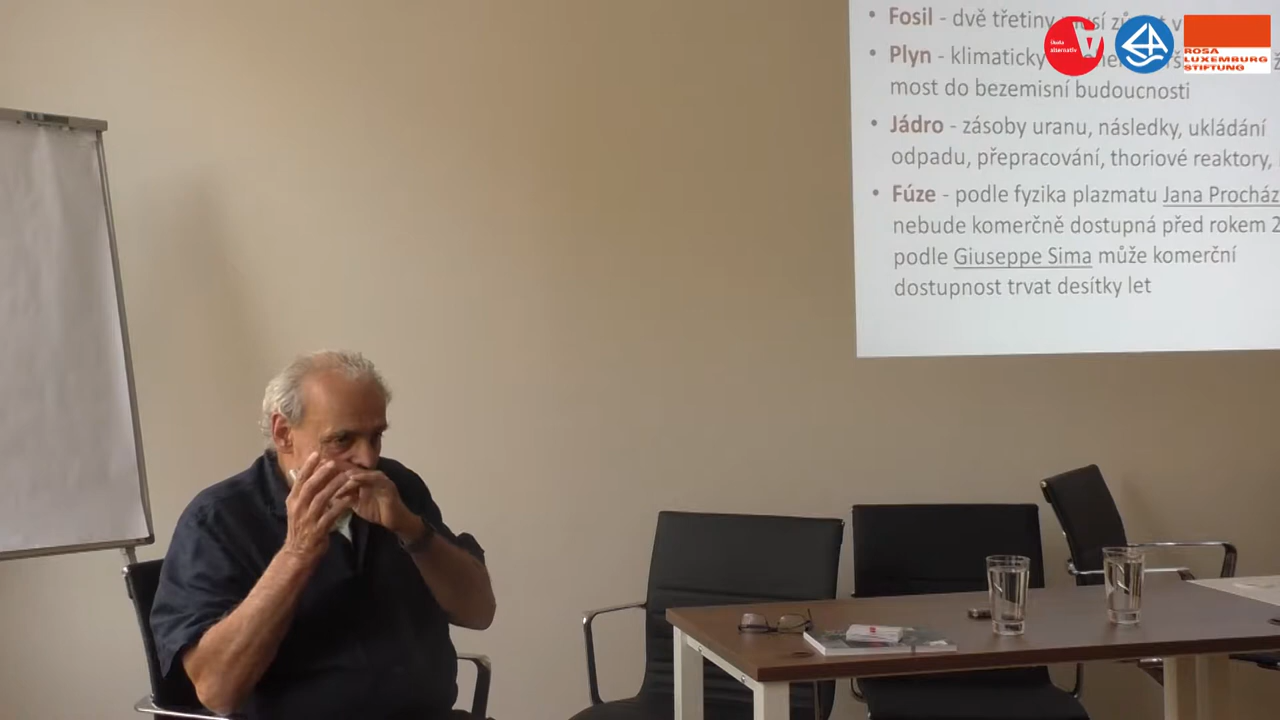 • Fosil - dvě třetiny
• Plyn - klimaticky
most do bezemisní budoucnosti
• Jádro - zásoby uranu, následky, ukládání
odpadu, přepracování, thoriové reaktory,
• Fúze - podle fyzika plazmatu Jana Procház
nebude komerčně dostupná před rokem 2
podle Giuseppe Sima může komerční
dostupnost trvat desítky let
škola
alternativ
ROSA
LUXEMBURG
STIFTUNG